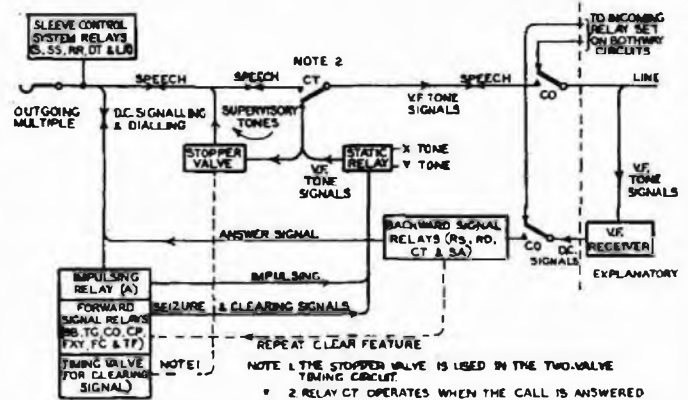 SLEEVE CONTROL
SYSTEM RELAYS
(S, SS, RR, DT & L/D)
TO INCOMING
RELAY SET
ON BOTHWAY
CIRCUITS
NOTE 2
SPEECH
SPEECH
CT
SPEECH
LINE
CO
OUTGOING
MULTIPLE
D.C. SIGNALLING
& DIALLING
SUPERVISORY
TONES
V.F. TONE
SIGNALS
STOPPER
VALVE
STATIC
RELAY
X TONE
Y TONE
V.F.
TONE
SIGNALS
V.F.
TONE
SIGNALS
ANSWER SIGNAL
BACKWARD SIGNAL
RELAYS (RS, RD,
CT & SA)
CO
D.C.
SIGNALS
V.F.
RECEIVER
EXPLANATORY
IMPULSING
RELAY (A)
IMPULSING
FORWARD
SIGNAL RELAYS
(BB, TG, CO, CP,
FXY, FC & TF)
SEIZURE & CLEARING SIGNALS
REPEAT CLEAR FEATURE
TIMING VALVE
FOR CLEARING
SIGNAL)
NOTE 1
NOTE 1. THE STOPPER VALVE IS USED IN THE TWO-VALVE
TIMING CIRCUIT.
" 2. RELAY CT OPERATES WHEN THE CALL IS ANSWERED